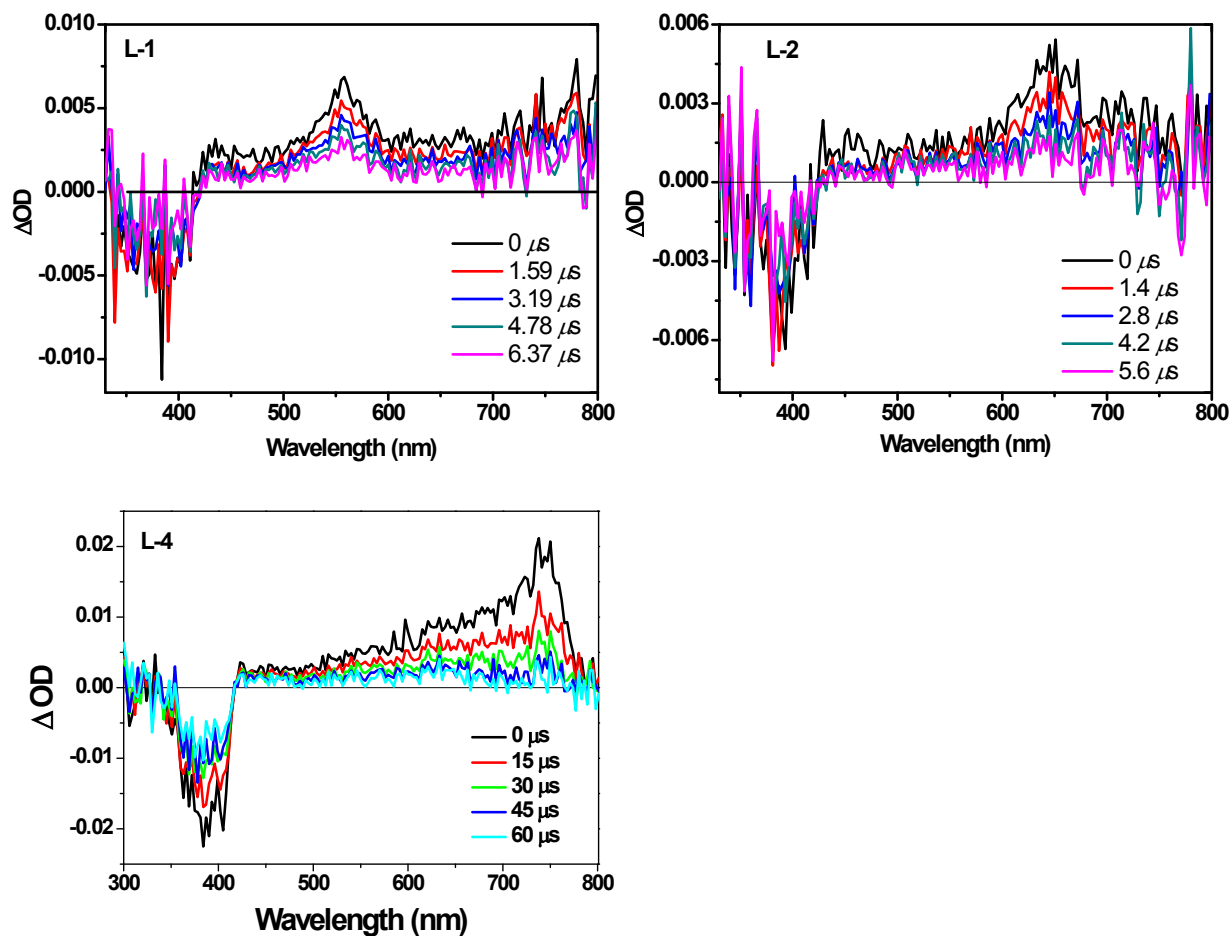 L-1
0.010
0.005
0.000
-0.005
-0.010
ΔOD
0 μs
1.59 μs
3.19 μs
4.78 μs
6.37 μs
400 500 600 700 800
Wavelength (nm)
L-2
0.006
0.003
0.000
-0.003
-0.006
ΔOD
0 μs
1.4 μs
2.8 μs
4.2 μs
5.6 μs
400 500 600 700 800
Wavelength (nm)
L-4
0.02
0.01
0.00
-0.01
-0.02
Δ OD
0 μs
15 μs
30 μs
45 μs
60 μs
300 400 500 600 700 800
Wavelength (nm)